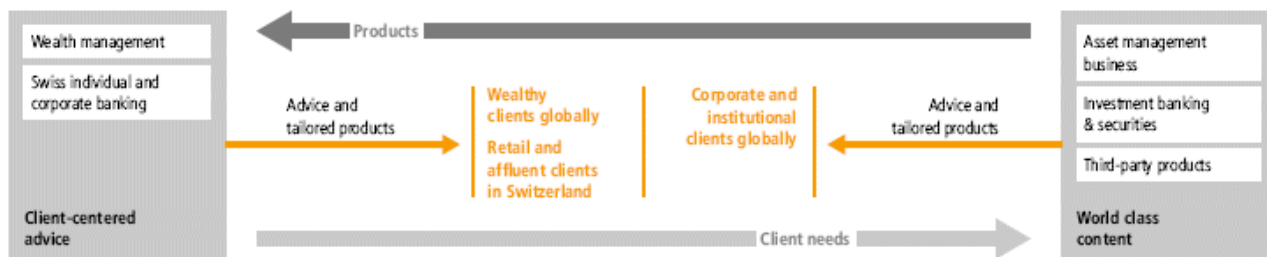 Wealth management
Swiss individual and
corporate banking
Client-centered
advice
Products
Advice and
tailored products
Wealthy
clients globally
Retail and
affluent clients
in Switzerland
Corporate and
institutional
clients globally
Advice and
tailored products
Client needs
Asset management
business
Investment banking
& securities
Third-party products
World class
content